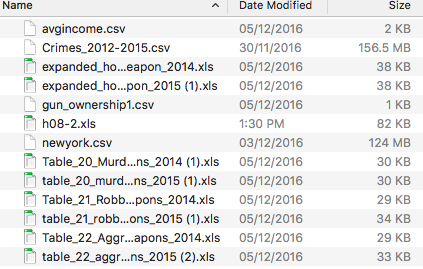 Name Date Modified Size
avgincome.csv 05/12/2016 2 KB
Crimes_2012-2015.csv 30/11/2016 156.5 MB
expanded_ho...eapon_2014.xls 05/12/2016 38 KB
expanded_ho...pon_2015 (1).xls 05/12/2016 38 KB
gun_ownership1.csv 05/12/2016 1 KB
h08-2.xls 1:30 PM 82 KB
newyork.csv 03/12/2016 124 MB
Table_20_Murd...ns_2014 (1).xls 05/12/2016 30 KB
table_20_murd...ns_2015 (1).xls 05/12/2016 30 KB
Table_21_Robb...pons_2014.xls 05/12/2016 29 KB
table_21_robb...ons_2015 (1).xls 05/12/2016 34 KB
Table_22_Aggr...apons_2014.xls 05/12/2016 29 KB
table_22_aggr...ns_2015 (2).xls 05/12/2016 33 KB